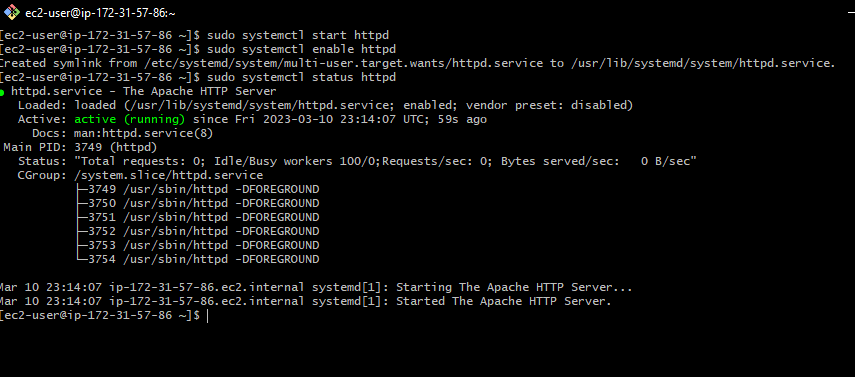 ec2-user@ip-172-31-57-86:~
[ec2-user@ip-172-31-57-86 ~]$ sudo systemctl start httpd
[ec2-user@ip-172-31-57-86 ~]$ sudo systemctl enable httpd
Created symlink from /etc/systemd/system/multi-user.target.wants/httpd.service to /usr/lib/systemd/system/httpd.service.
[ec2-user@ip-172-31-57-86 ~]$ sudo systemctl status httpd
● httpd.service - The Apache HTTP Server
   Loaded: loaded (/usr/lib/systemd/system/httpd.service; enabled; vendor preset: disabled)
   Active: active (running) since Fri 2023-03-10 23:14:07 UTC; 59s ago
     Docs: man:httpd.service(8)
 Main PID: 3749 (httpd)
   Status: "Total requests: 0; Idle/Busy workers 100/0;Requests/sec: 0; Bytes served/sec:   0 B/sec"
   CGroup: /system.slice/httpd.service
           ├─3749 /usr/sbin/httpd -DFOREGROUND
           ├─3750 /usr/sbin/httpd -DFOREGROUND
           ├─3751 /usr/sbin/httpd -DFOREGROUND
           ├─3752 /usr/sbin/httpd -DFOREGROUND
           ├─3753 /usr/sbin/httpd -DFOREGROUND
           └─3754 /usr/sbin/httpd -DFOREGROUND
Mar 10 23:14:07 ip-172-31-57-86.ec2.internal systemd[1]: Starting The Apache HTTP Server...
Mar 10 23:14:07 ip-172-31-57-86.ec2.internal systemd[1]: Started The Apache HTTP Server.
[ec2-user@ip-172-31-57-86 ~]$